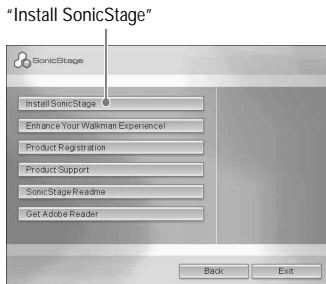 "Install SonicStage"
SonicStage
Install SonicStage
Enhance Your Walkman Experience!
Product Registration
Product Support
SonicStage Readme
Get Adobe Reader
Back Exit